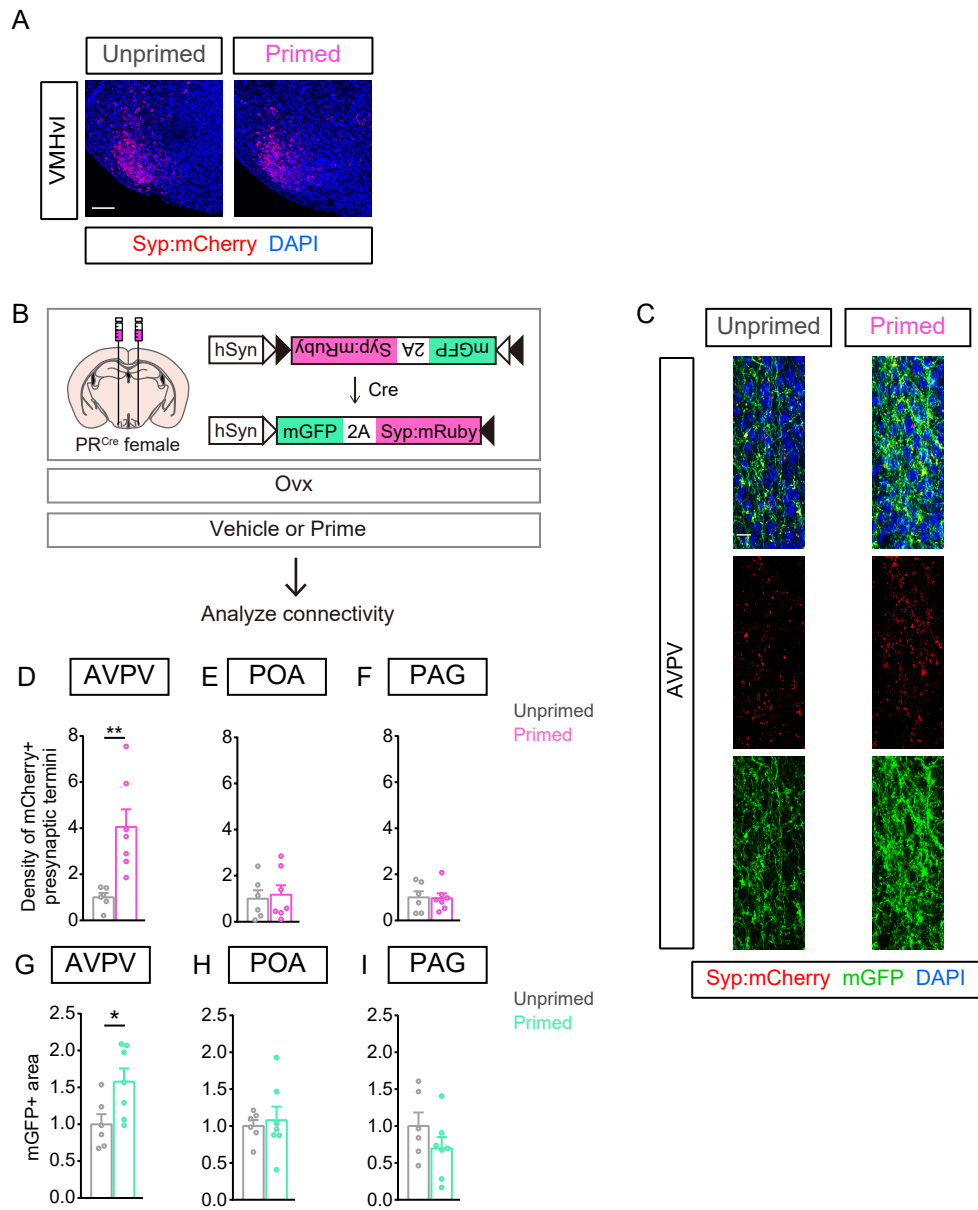 A
Unprimed
Primed
VMHvl
Syp:mCherry DAPI
B
hSyn
Syp:mRuby
2A
mGFP
Cre
hSyn
mGFP
2A
Syp:mRuby
PRCre female
Ovx
Vehicle or Prime
Analyze connectivity
C
Unprimed
Primed
AVPV
Syp:mCherry mGFP DAPI
D
AVPV
E
POA
F
PAG
Unprimed
Primed
Density of mCherry+
presynaptic termini
8
6
4
2
0
**
8
6
4
2
0
8
6
4
2
0
G
AVPV
H
POA
I
PAG
Unprimed
Primed
mGFP+ area
2.5
2.0
1.5
1.0
0.5
0.0
*
2.5
2.0
1.5
1.0
0.5
0.0
2.5
2.0
1.5
1.0
0.5
0.0